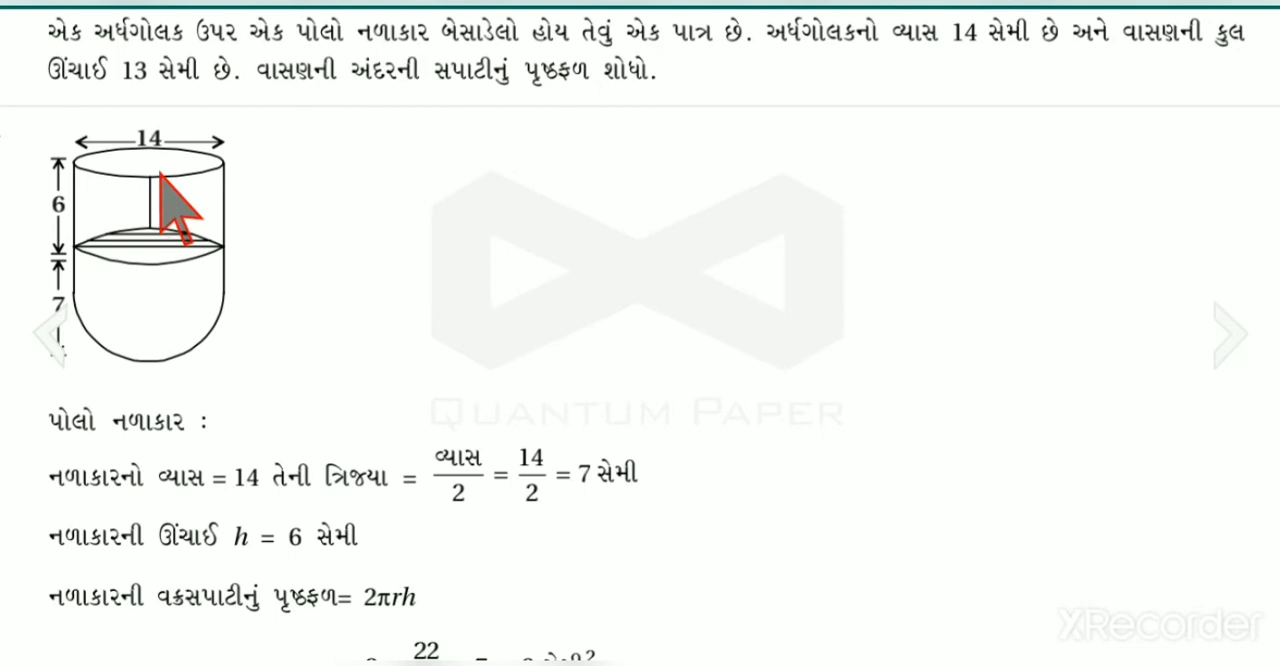 એક અર્ધગોલક ઉપર એક પોલો નળાકાર બેસાડેલો હોય તેવું એક પાત્ર છે. અર્ધગોલકનો વ્યાસ 14 સેમી છે અને વાસણની કુલ
ઊંચાઈ 13 સેમી છે. વાસણની અંદરની સપાટીનું પૃષ્ઠફળ શોધો.
14
6
7
QUANTUM PAPER
પોલો નળાકાર :
નળાકારનો વ્યાસ = 14 તેની ત્રિજ્યા = વ્યાસ/2 = 14/2 = 7 સેમી
નળાકારની ઊંચાઈ h = 6 સેમી
નળાકારની વક્રસપાટીનું પૃષ્ઠફળ= 2πrh
XRecorder
22